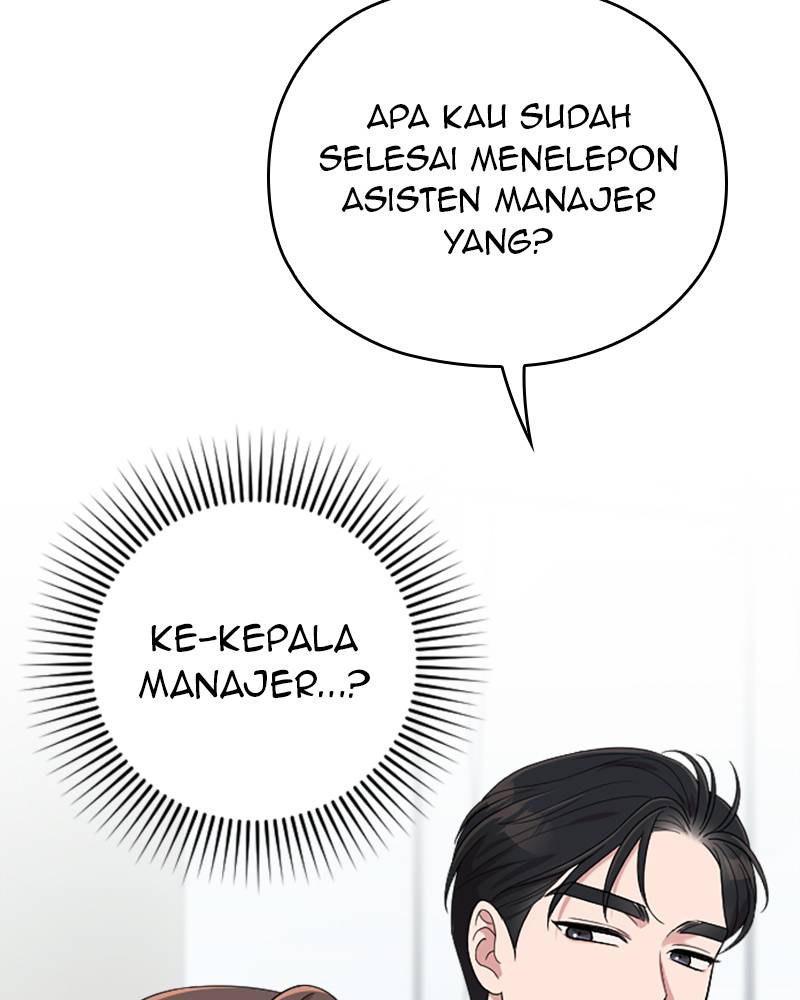 APA KAU SUDAH
SELESAI MENELEPON
ASISTEN MANAJER
YANG?
KE-KEPALA
MANAJER...?